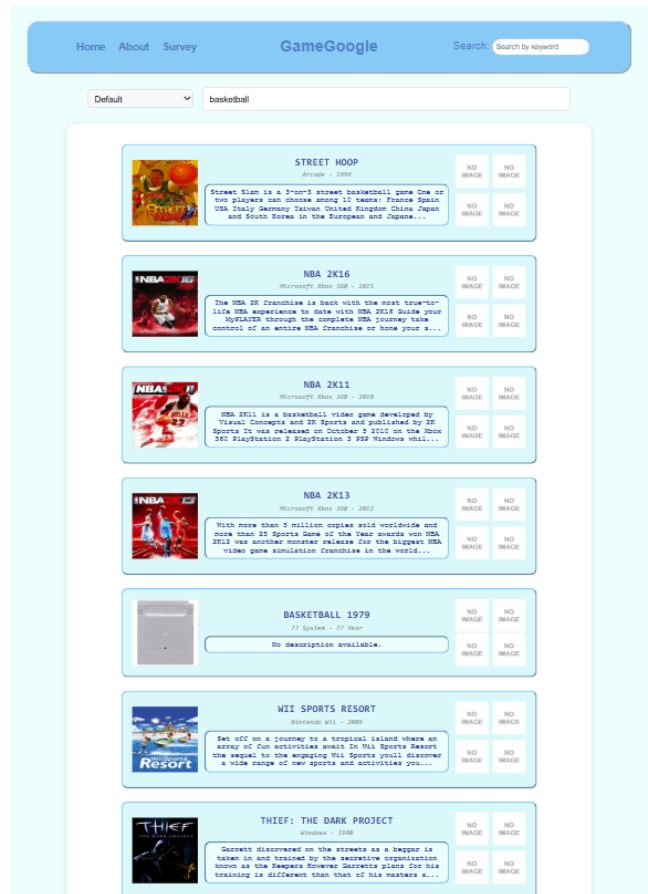 Home About Survey GameGoogle Search: Search by keyword
Default basketball
STREET HOOP
Arcade - 1994
Street Slam is a 3-on-3 street basketball game One or
two players can choose among 10 teams: France Spain
USA Italy Germany Taiwan United Kingdom China Japan
and South Korea in the European and Japane...
NO IMAGE NO IMAGE
NO IMAGE NO IMAGE
NBA 2K16
NBA 2K16
Microsoft Xbox 360 - 2015
The NBA 2K franchise is back with the most true-to-
life NBA experience to date with NBA 2K16 Guide your
MyPLAYER through the complete NBA journey take
control of an entire NBA franchise or hone your s...
NO IMAGE NO IMAGE
NO IMAGE NO IMAGE
NBA 2K11
BULLS
NBA 2K11
Microsoft Xbox 360 - 2010
NBA 2K11 is a basketball video game developed by
Visual Concepts and 2K Sports and published by 2K
Sports It was released on October 5 2010 on the Xbox
360 PlayStation 2 PlayStation 3 PSP Windows whil...
NO IMAGE NO IMAGE
NO IMAGE NO IMAGE
NBA 2K13
NBA 2K13
Microsoft Xbox 360 - 2012
With more than 5 million copies sold worldwide and
more than 25 Sports Game of the Year awards won NBA
2K12 was another monster release for the biggest NBA
video game simulation franchise in the world...
NO IMAGE NO IMAGE
NO IMAGE NO IMAGE
BASKETBALL 1979
?? System - ?? Year
No description available.
NO IMAGE NO IMAGE
NO IMAGE NO IMAGE
Wii Sports
Resort
WII SPORTS RESORT
Nintendo Wii - 2009
Set off on a journey to a tropical island where an
array of fun activities await In Wii Sports Resort
the sequel to the engaging Wii Sports youll discover
a wide range of new sports and activities you...
NO IMAGE NO IMAGE
NO IMAGE NO IMAGE
THIEF
THE DARK PROJECT
THIEF: THE DARK PROJECT
Windows - 1998
Garrett discovered on the streets as a beggar is
taken in and trained by the secretive organization
known as the Keepers However Garretts plans for his
training is different than that of his masters a...
NO IMAGE NO IMAGE
NO IMAGE NO IMAGE